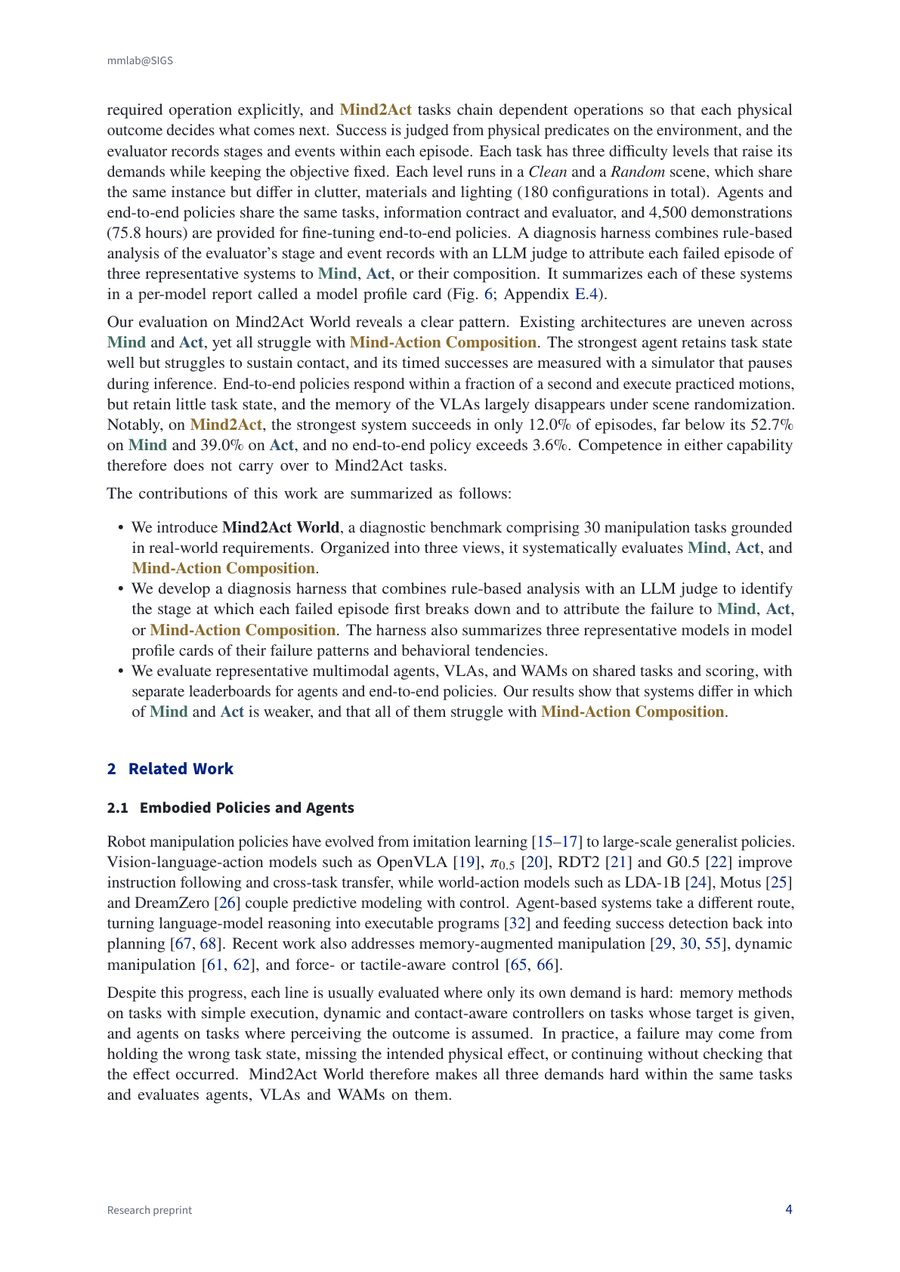 mmlab@SIGS
required operation explicitly, and Mind2Act tasks chain dependent operations so that each physical
outcome decides what comes next. Success is judged from physical predicates on the environment, and the
evaluator records stages and events within each episode. Each task has three difficulty levels that raise its
demands while keeping the objective fixed. Each level runs in a Clean and a Random scene, which share
the same instance but differ in clutter, materials and lighting (180 configurations in total). Agents and
end-to-end policies share the same tasks, information contract and evaluator, and 4,500 demonstrations
(75.8 hours) are provided for fine-tuning end-to-end policies. A diagnosis harness combines rule-based
analysis of the evaluator's stage and event records with an LLM judge to attribute each failed episode of
three representative systems to Mind, Act, or their composition. It summarizes each of these systems
in a per-model report called a model profile card (Fig. 6; Appendix E.4).
Our evaluation on Mind2Act World reveals a clear pattern. Existing architectures are uneven across
Mind and Act, yet all struggle with Mind-Action Composition. The strongest agent retains task state
well but struggles to sustain contact, and its timed successes are measured with a simulator that pauses
during inference. End-to-end policies respond within a fraction of a second and execute practiced motions,
but retain little task state, and the memory of the VLAs largely disappears under scene randomization.
Notably, on Mind2Act, the strongest system succeeds in only 12.0% of episodes, far below its 52.7%
on Mind and 39.0% on Act, and no end-to-end policy exceeds 3.6%. Competence in either capability
therefore does not carry over to Mind2Act tasks.
The contributions of this work are summarized as follows:
• We introduce Mind2Act World, a diagnostic benchmark comprising 30 manipulation tasks grounded
in real-world requirements. Organized into three views, it systematically evaluates Mind, Act, and
Mind-Action Composition.
• We develop a diagnosis harness that combines rule-based analysis with an LLM judge to identify
the stage at which each failed episode first breaks down and to attribute the failure to Mind, Act,
or Mind-Action Composition. The harness also summarizes three representative models in model
profile cards of their failure patterns and behavioral tendencies.
• We evaluate representative multimodal agents, VLAs, and WAMs on shared tasks and scoring, with
separate leaderboards for agents and end-to-end policies. Our results show that systems differ in which
of Mind and Act is weaker, and that all of them struggle with Mind-Action Composition.
2 Related Work
2.1 Embodied Policies and Agents
Robot manipulation policies have evolved from imitation learning [15–17] to large-scale generalist policies.
Vision-language-action models such as OpenVLA [19], π0.5 [20], RDT2 [21] and G0.5 [22] improve
instruction following and cross-task transfer, while world-action models such as LDA-1B [24], Motus [25]
and DreamZero [26] couple predictive modeling with control. Agent-based systems take a different route,
turning language-model reasoning into executable programs [32] and feeding success detection back into
planning [67, 68]. Recent work also addresses memory-augmented manipulation [29, 30, 55], dynamic
manipulation [61, 62], and force- or tactile-aware control [65, 66].
Despite this progress, each line is usually evaluated where only its own demand is hard: memory methods
on tasks with simple execution, dynamic and contact-aware controllers on tasks whose target is given,
and agents on tasks where perceiving the outcome is assumed. In practice, a failure may come from
holding the wrong task state, missing the intended physical effect, or continuing without checking that
the effect occurred. Mind2Act World therefore makes all three demands hard within the same tasks
and evaluates agents, VLAs and WAMs on them.
Research preprint
4